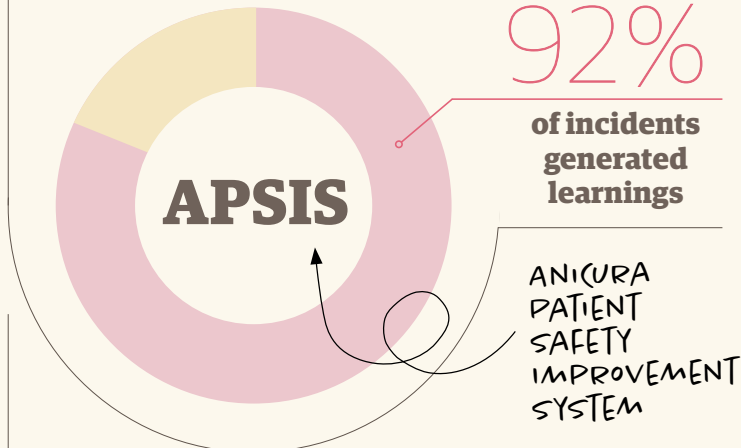 92%
of incidents
generated
learnings
APSIS
ANICURA
PATIENT
SAFETY
IMPROVEMENT
SYSTEM